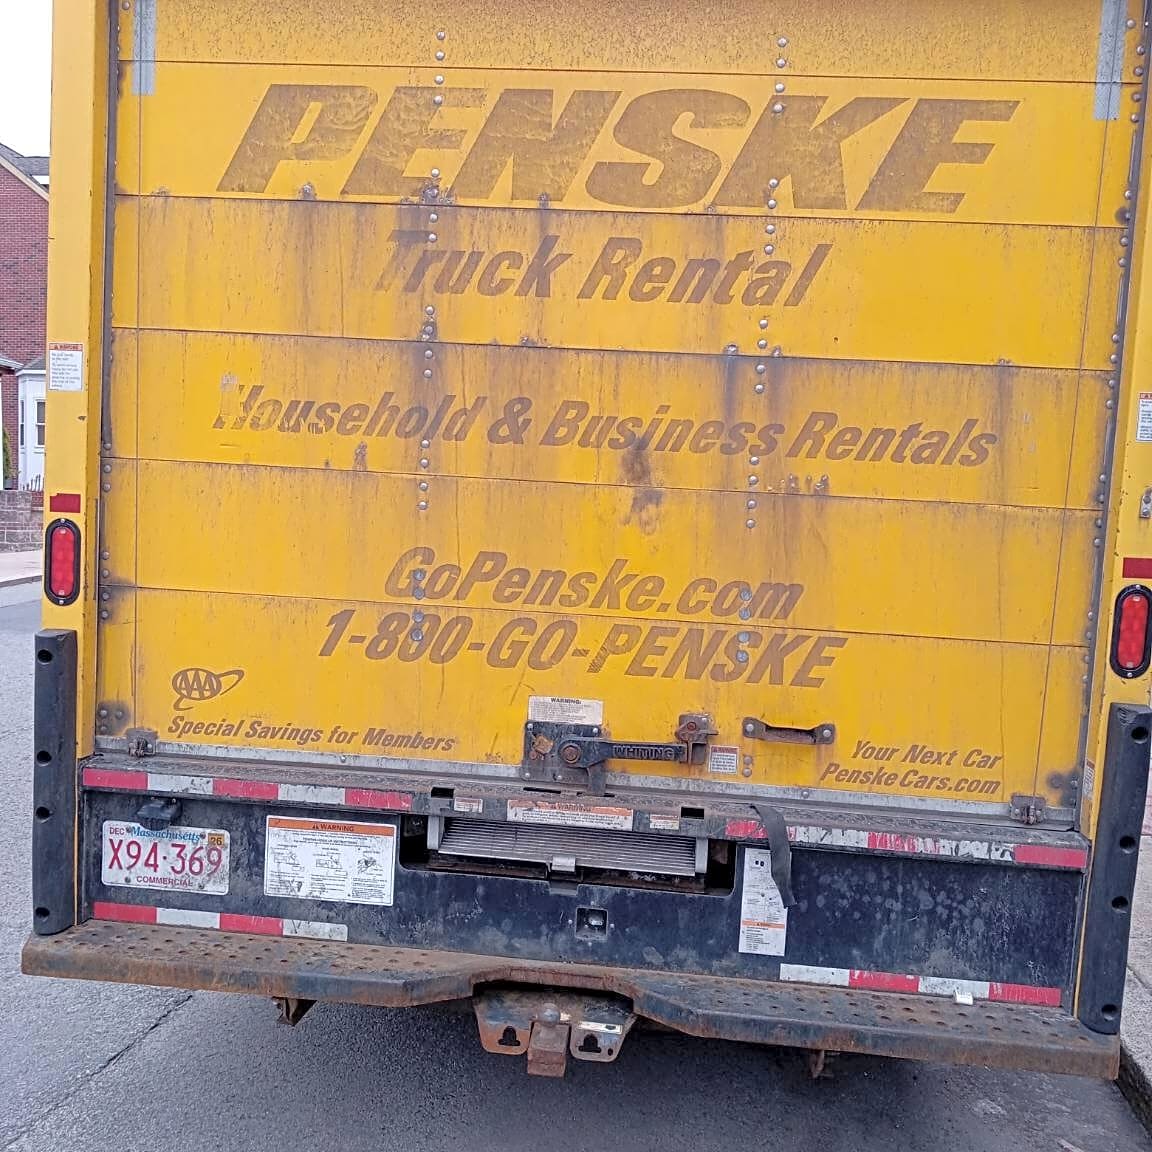 PENSKE
Truck Rental
Household & Business Rentals
GoPenske.com
1-800-GO-PENSKE
AAA
Special Savings for Members
WARNING:
WHITING
Your Next Car
PenskeCars.com
DEC Massachusetts 26
X94·369
COMMERCIAL
WARNING
WARNING